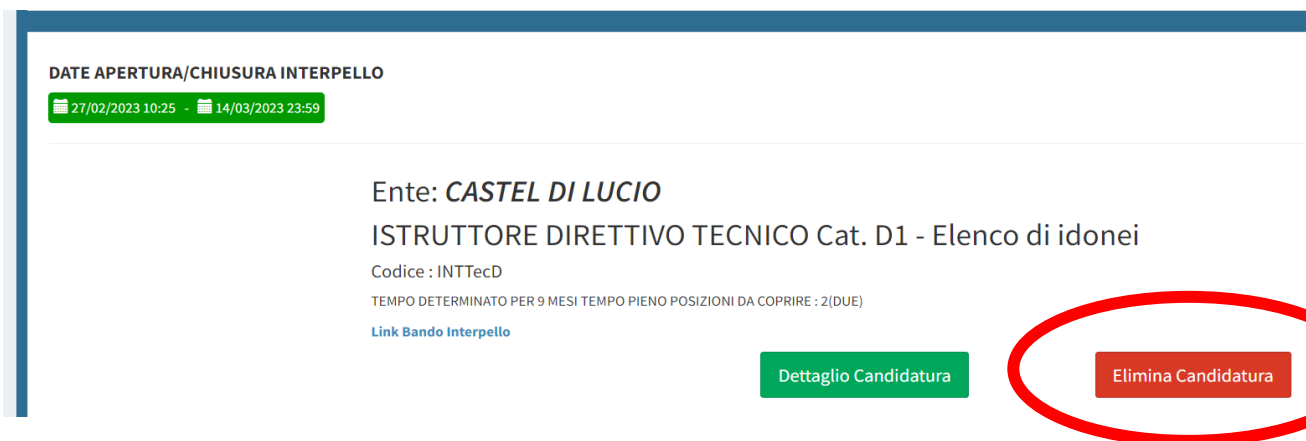 DATE APERTURA/CHIUSURA INTERPELLO
27/02/2023 10:25 - 14/03/2023 23:59
Ente: CASTEL DI LUCIO
ISTRUTTORE DIRETTIVO TECNICO Cat. D1 - Elenco di idonei
Codice : INTTecD
TEMPO DETERMINATO PER 9 MESI TEMPO PIENO POSIZIONI DA COPRIRE : 2(DUE)
Link Bando Interpello
Dettaglio Candidatura
Elimina Candidatura